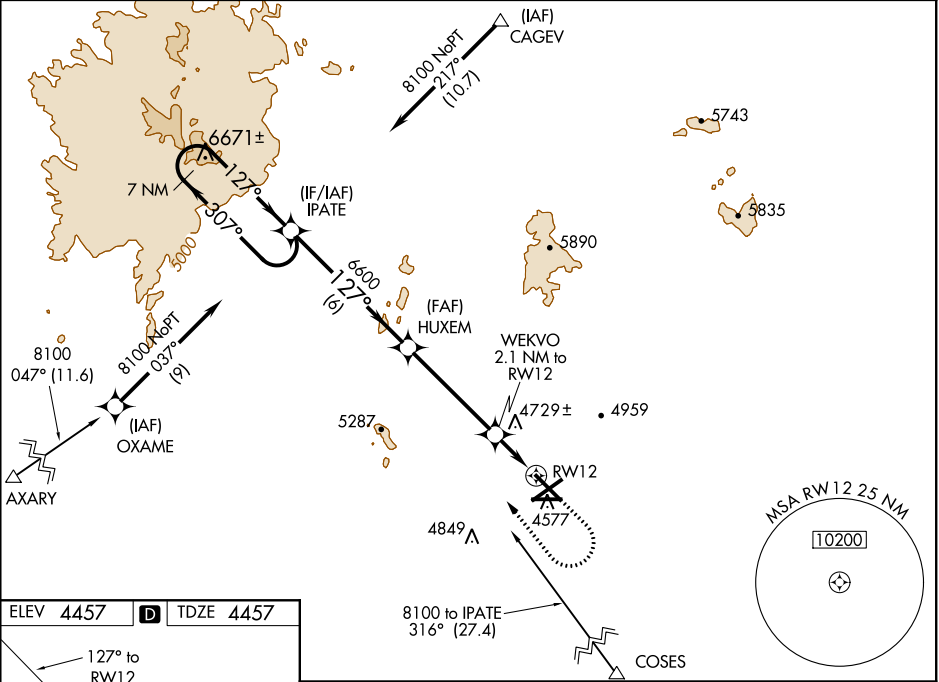 (IAF)
CAGEV
8100 NoPT
217°
(10.7)
5743
6671±
7 NM
127°
307°
(IF/IAF)
IPATE
5835
5890
5000
6600
127°
(6)
(FAF)
HUXEM
8100 NoPT
037°
(9)
WEKVO
2.1 NM to
RW12
8100
047° (11.6)
(IAF)
OXAME
5287
4729±
4959
AXARY
RW12
4577
4849
MSA RW12 25 NM
10200
8100 to IPATE
316° (27.4)
COSES
ELEV 4457 D TDZE 4457
127° to
RW12